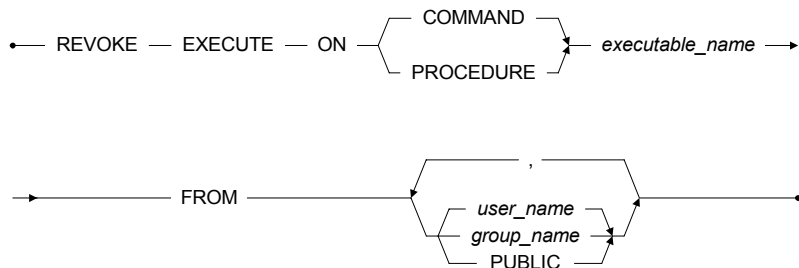 COMMAND
REVOKE EXECUTE ON executable_name
PROCEDURE
,
FROM user_name
group_name
PUBLIC